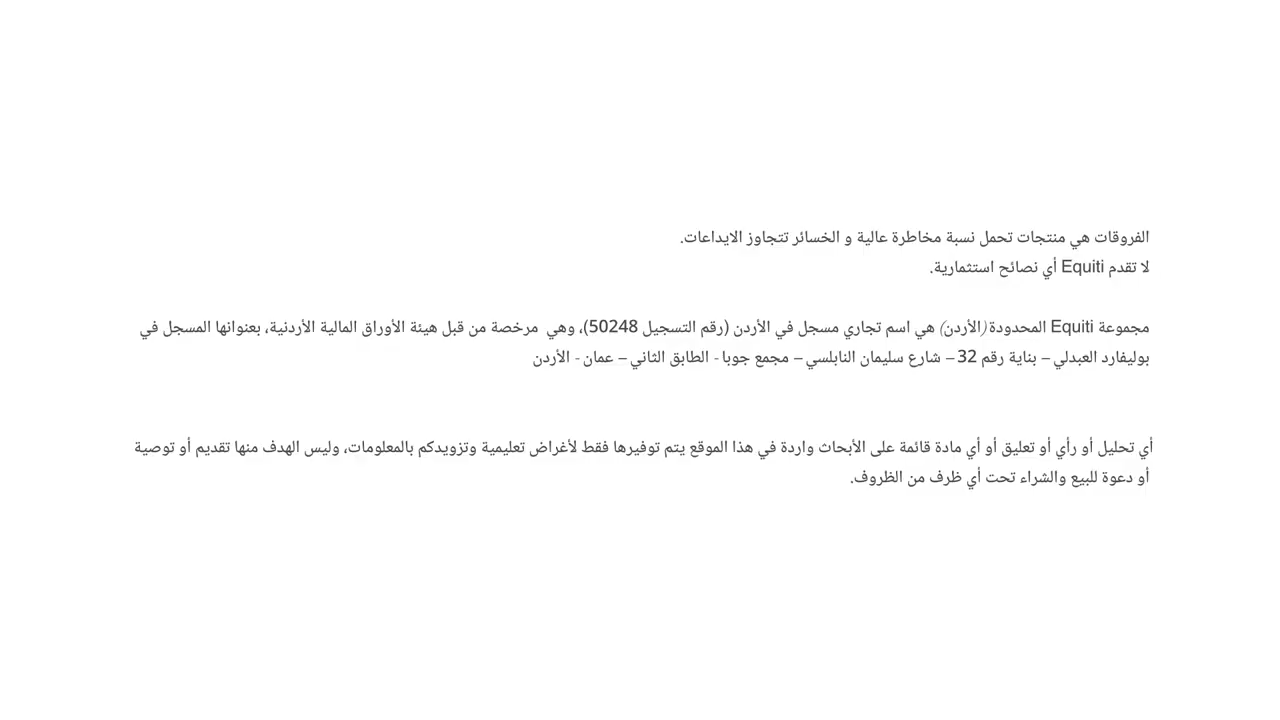 الفروقات هي منتجات تحمل نسبة مخاطرة عالية و الخسائر تتجاوز الايداعات.
لا تقدم Equiti أي نصائح استثمارية.
مجموعة Equiti المحدودة (الأردن) هي اسم تجاري مسجل في الأردن (رقم التسجيل 50248)، وهي مرخصة من قبل هيئة الأوراق المالية الأردنية، بعنوانها المسجل في
بوليفارد العبدلي – بناية رقم 32 – شارع سليمان النابلسي – مجمع جوبا - الطابق الثاني – عمان - الأردن
أي تحليل أو رأي أو تعليق أو أي مادة قائمة على الأبحاث واردة في هذا الموقع يتم توفيرها فقط لأغراض تعليمية وتزويدكم بالمعلومات، وليس الهدف منها تقديم أو توصية
أو دعوة للبيع والشراء تحت أي ظرف من الظروف.